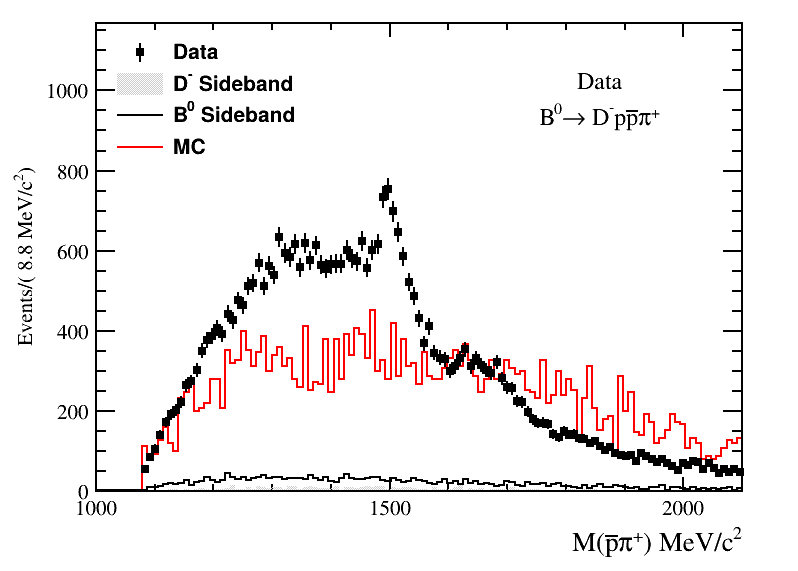 Data
D⁻ Sideband
B⁰ Sideband
MC
Data
B⁰→ D⁻pp̅π⁺
Events/( 8.8 MeV/c²)
1000
800
600
400
200
0
1000 1500 2000
M(p̅π⁺) MeV/c²